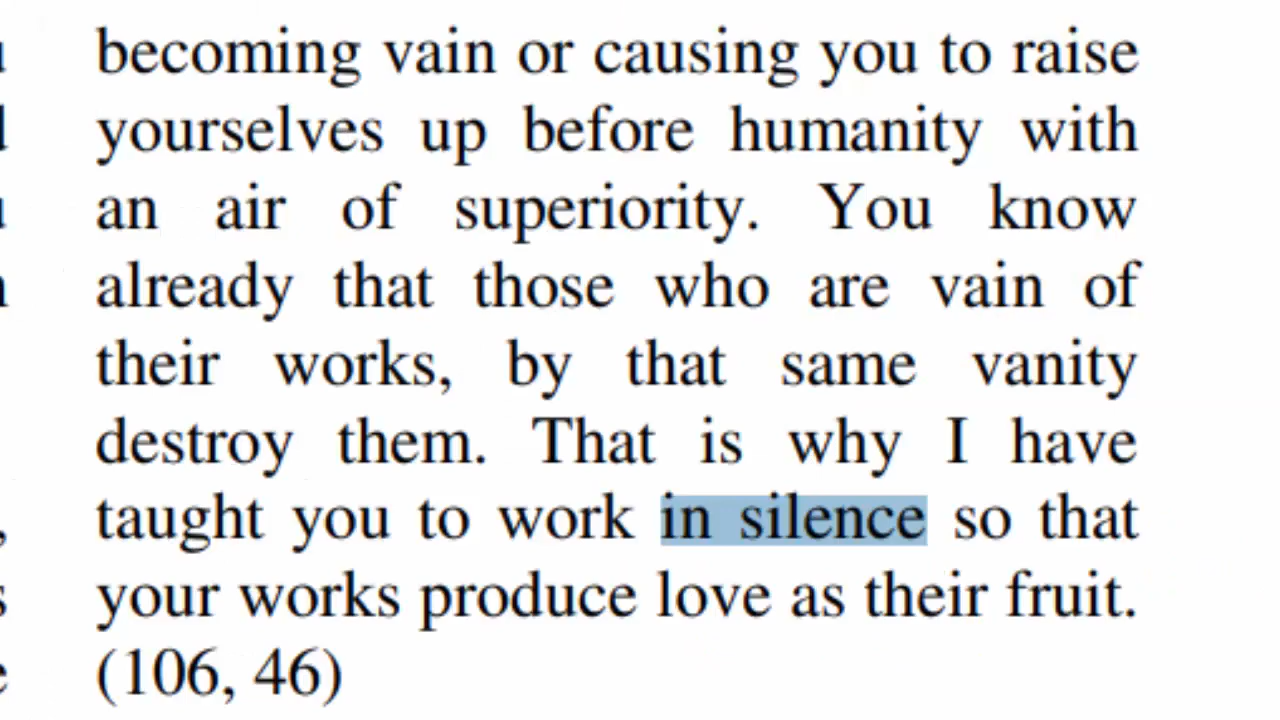 becoming vain or causing you to raise
yourselves up before humanity with
an air of superiority. You know
already that those who are vain of
their works, by that same vanity
destroy them. That is why I have
taught you to work in silence so that
your works produce love as their fruit.
(106, 46)